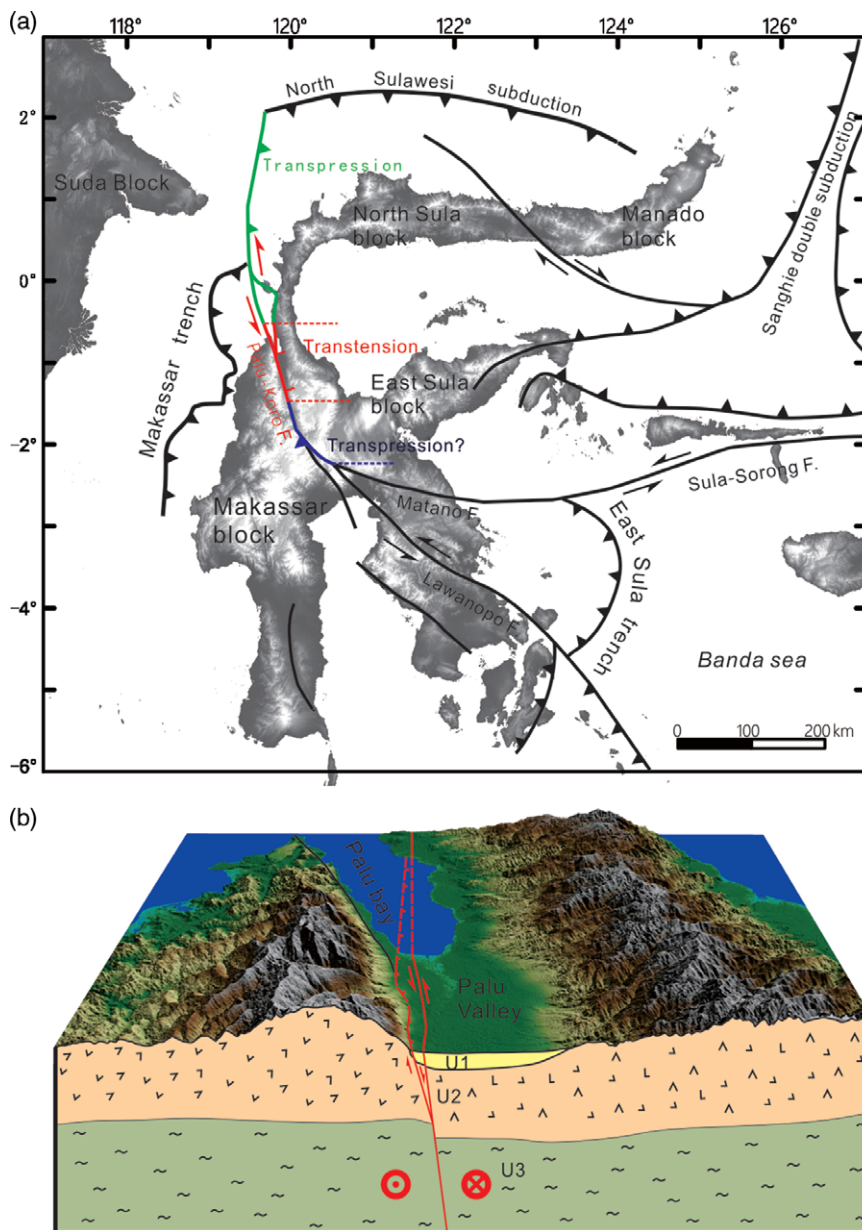 (a)
118° 120° 122° 124° 126°
2°
0°
−2°
−4°
−6°
North Sulawesi subduction
Transpression
Suda Block
North Sula
block
Manado
block
Sanghie double subduction
Makassar trench
Transtension
Palu-Koro F.
East Sula
block
Transpression?
Makassar
block
Matano F.
Sula-Sorong F.
Lawanopo F.
East Sula trench
Banda sea
0 100 200 km
(b)
Palu bay
Palu
Valley
U1
U2
U3